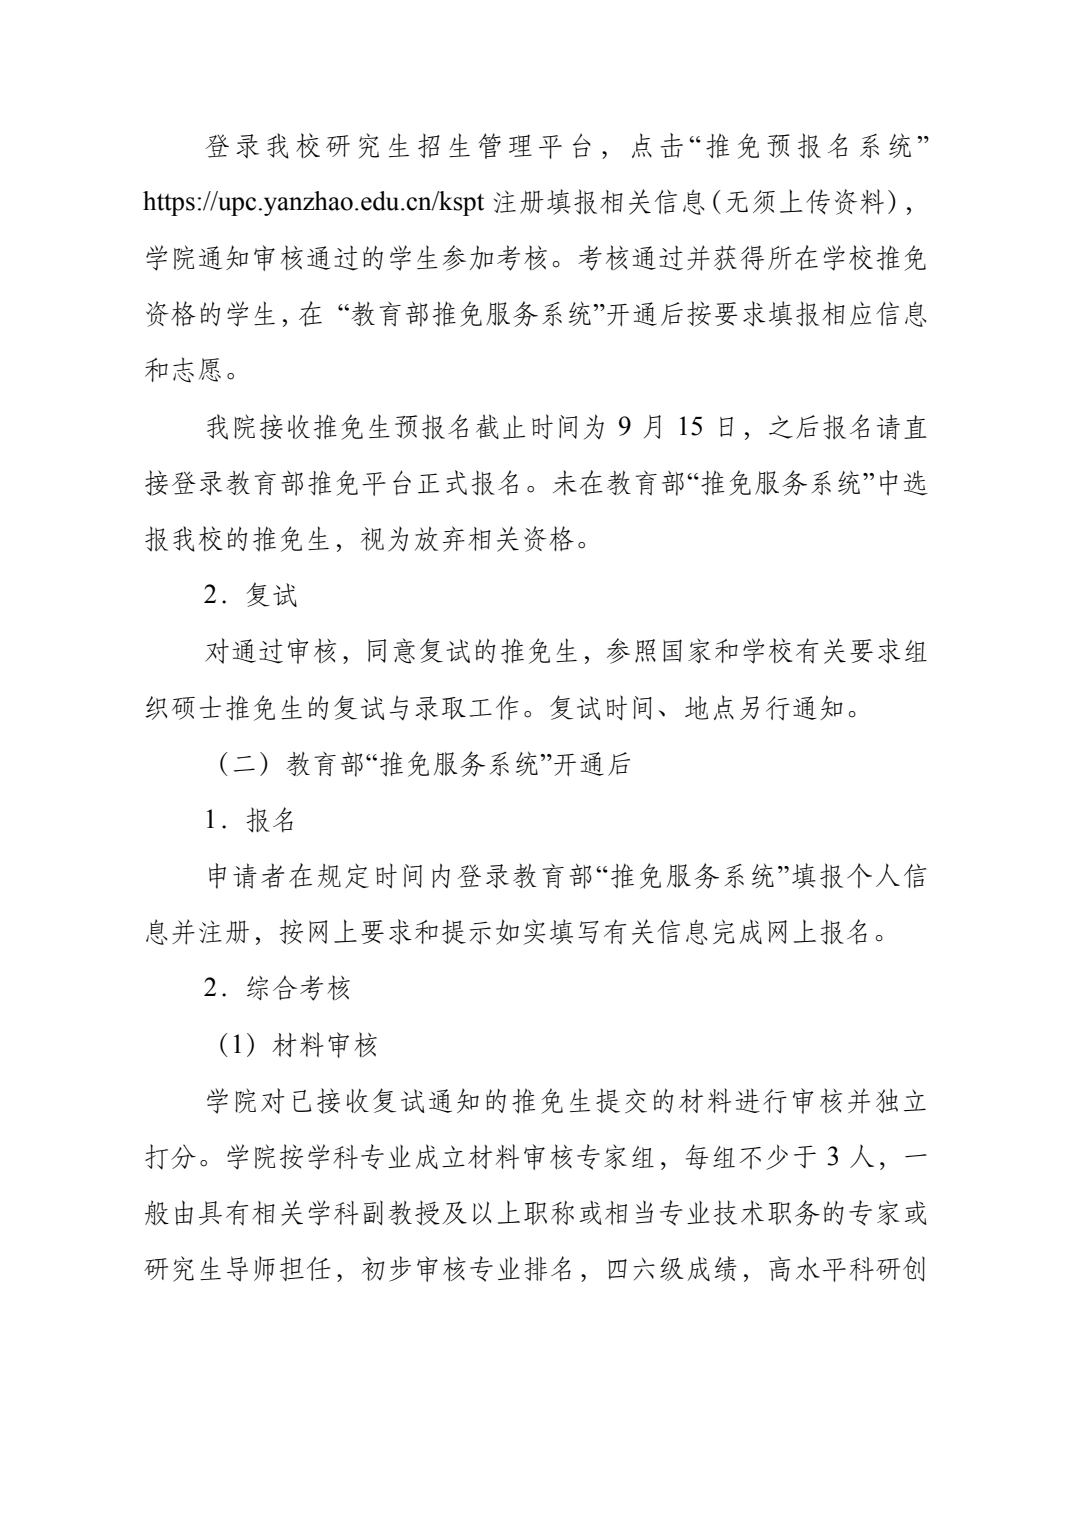 登录我校研究生招生管理平台，点击“推免预报名系统”
https://upc.yanzhao.edu.cn/kspt 注册填报相关信息（无须上传资料），
学院通知审核通过的学生参加考核。考核通过并获得所在学校推免
资格的学生，在 “教育部推免服务系统”开通后按要求填报相应信息
和志愿。
我院接收推免生预报名截止时间为 9 月 15 日，之后报名请直
接登录教育部推免平台正式报名。未在教育部“推免服务系统”中选
报我校的推免生，视为放弃相关资格。
2．复试
对通过审核，同意复试的推免生，参照国家和学校有关要求组
织硕士推免生的复试与录取工作。复试时间、地点另行通知。
（二）教育部“推免服务系统”开通后
1．报名
申请者在规定时间内登录教育部“推免服务系统”填报个人信
息并注册，按网上要求和提示如实填写有关信息完成网上报名。
2．综合考核
（1）材料审核
学院对已接收复试通知的推免生提交的材料进行审核并独立
打分。学院按学科专业成立材料审核专家组，每组不少于 3 人，一
般由具有相关学科副教授及以上职称或相当专业技术职务的专家或
研究生导师担任，初步审核专业排名，四六级成绩，高水平科研创